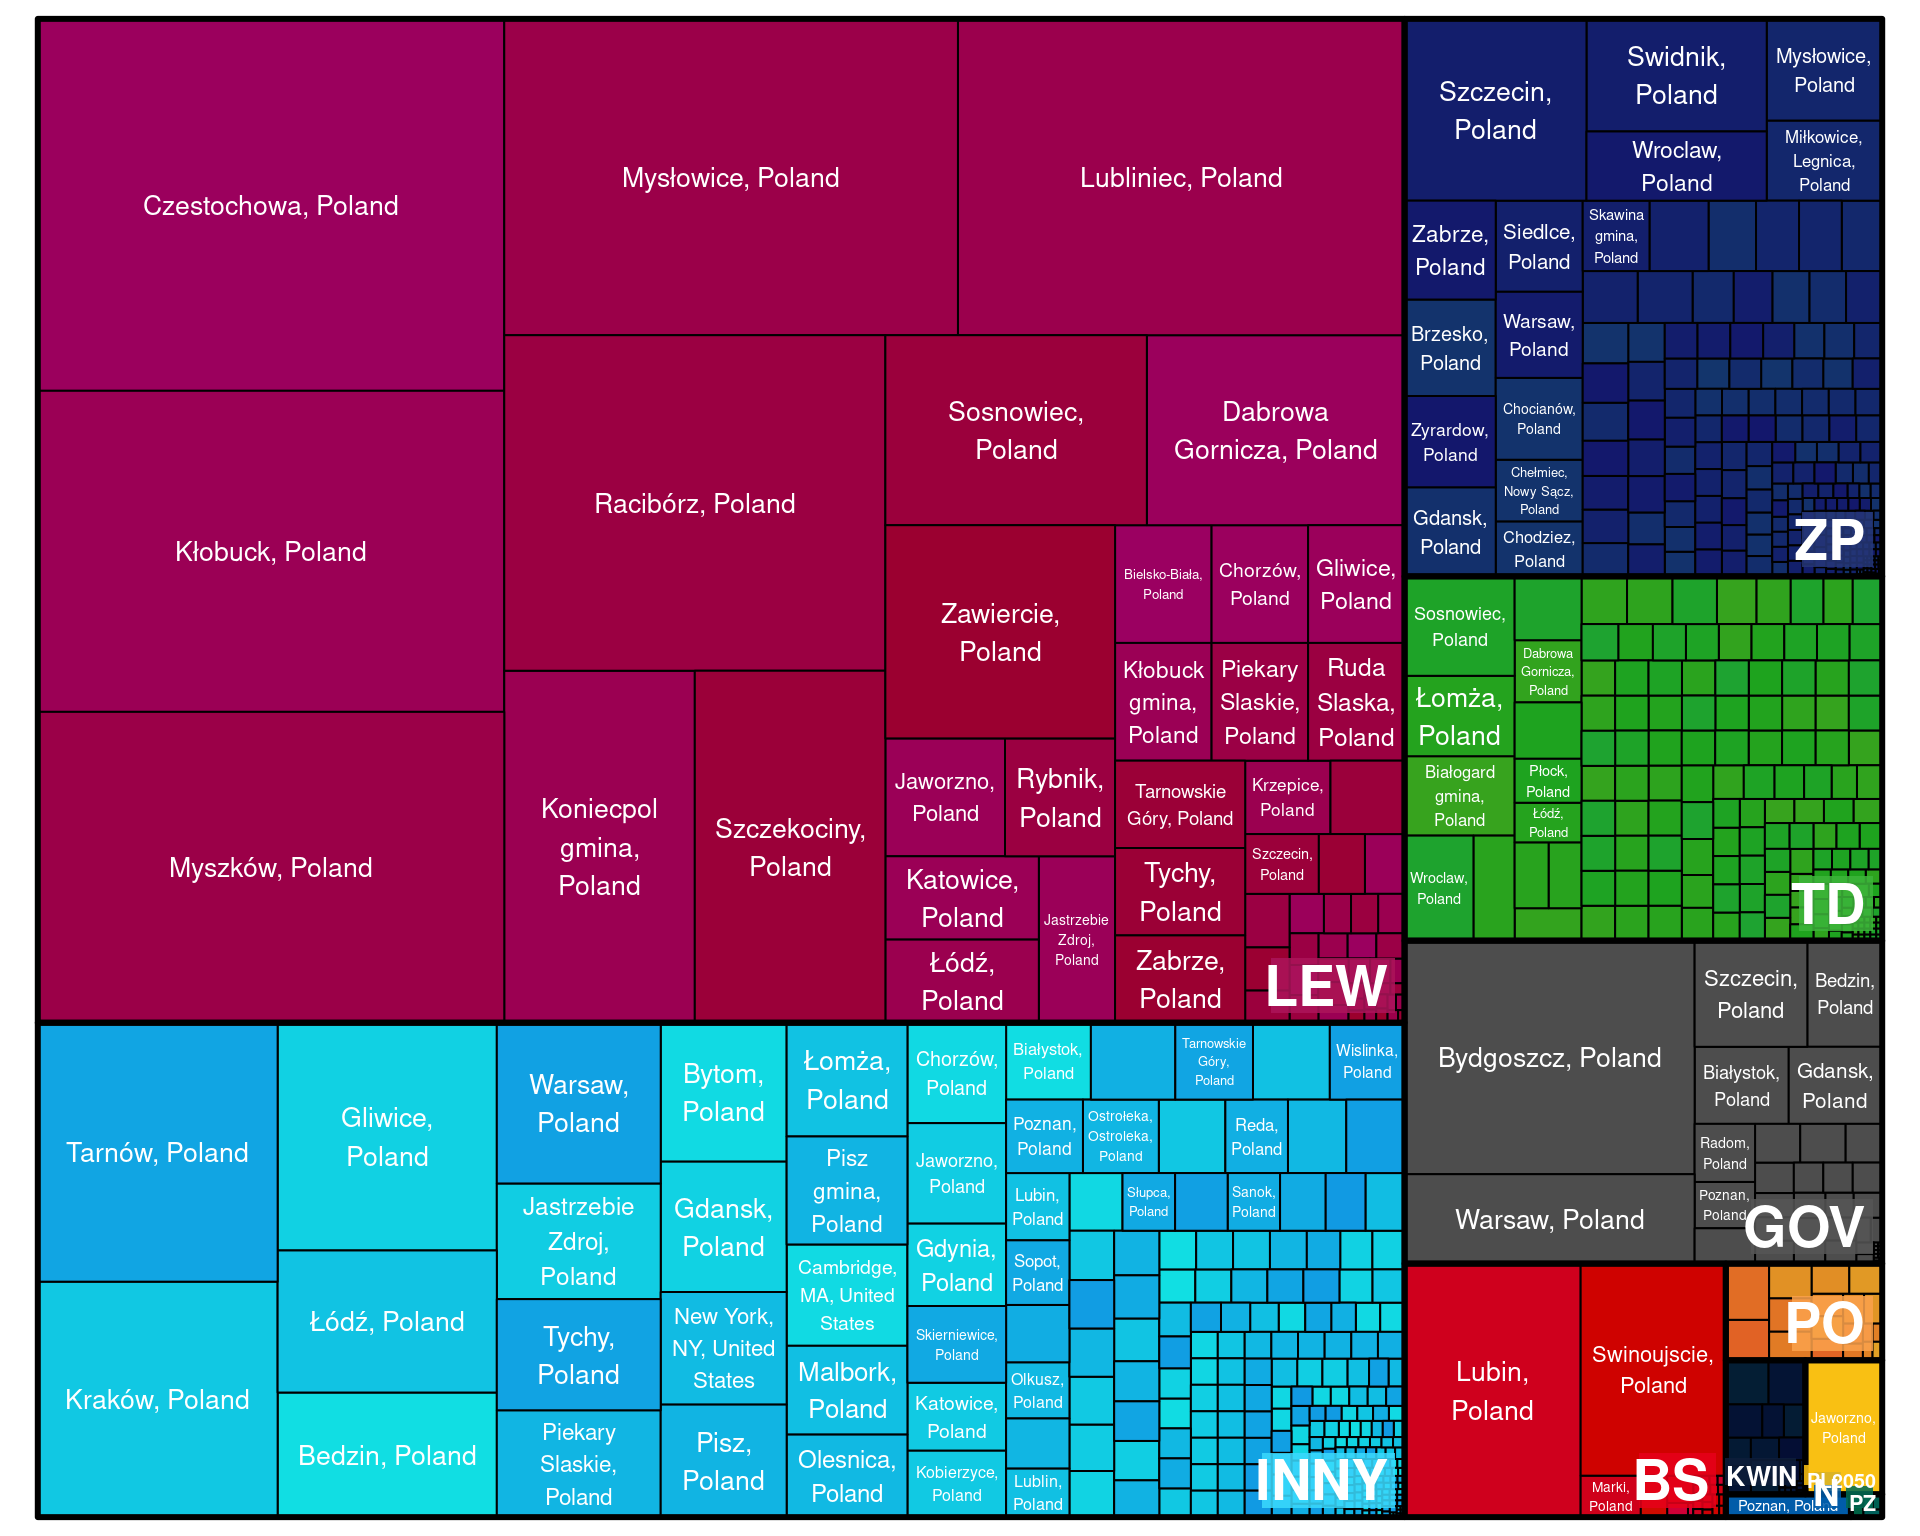 Czestochowa, Poland
Mysłowice, Poland
Lubliniec, Poland
Kłobuck, Poland
Myszków, Poland
Racibórz, Poland
Sosnowiec,
Poland
Dabrowa
Gornicza, Poland
Koniecpol
gmina,
Poland
Szczekociny,
Poland
Zawiercie,
Poland
Bielsko-Biała,
Poland
Chorzów,
Poland
Gliwice,
Poland
Kłobuck
gmina,
Poland
Piekary
Slaskie,
Poland
Ruda
Slaska,
Poland
Jaworzno,
Poland
Rybnik,
Poland
Katowice,
Poland
Łódź,
Poland
Jastrzebie
Zdroj,
Poland
Tarnowskie
Góry, Poland
Tychy,
Poland
Zabrze,
Poland
Krzepice,
Poland
Szczecin,
Poland
LEW
Szczecin,
Poland
Swidnik,
Poland
Mysłowice,
Poland
Wroclaw,
Poland
Miłkowice,
Legnica,
Poland
Zabrze,
Poland
Siedlce,
Poland
Skawina
gmina,
Poland
Brzesko,
Poland
Warsaw,
Poland
Zyrardow,
Poland
Chocianów,
Poland
Gdansk,
Poland
Chełmiec,
Nowy Sącz,
Poland
Chodziez,
Poland
ZP
Sosnowiec,
Poland
Łomża,
Poland
Białogard
gmina,
Poland
Wroclaw,
Poland
Dabrowa
Gornicza,
Poland
Płock,
Poland
Łódź,
Poland
TD
Bydgoszcz, Poland
Warsaw, Poland
Szczecin,
Poland
Bedzin,
Poland
Białystok,
Poland
Gdansk,
Poland
Radom,
Poland
Poznan,
Poland
GOV
Tarnów, Poland
Kraków, Poland
Gliwice,
Poland
Łódź, Poland
Bedzin, Poland
Warsaw,
Poland
Jastrzebie
Zdroj,
Poland
Tychy,
Poland
Piekary
Slaskie,
Poland
Bytom,
Poland
Gdansk,
Poland
New York,
NY, United
States
Pisz,
Poland
Łomża,
Poland
Pisz
gmina,
Poland
Cambridge,
MA, United
States
Malbork,
Poland
Olesnica,
Poland
Chorzów,
Poland
Jaworzno,
Poland
Gdynia,
Poland
Skierniewice,
Poland
Katowice,
Poland
Kobierzyce,
Poland
Białystok,
Poland
Tarnowskie
Góry,
Poland
Wislinka,
Poland
Poznan,
Poland
Ostrołeka,
Ostroleka,
Poland
Reda,
Poland
Lubin,
Poland
Słupca,
Poland
Sanok,
Poland
Sopot,
Poland
Olkusz,
Poland
Lublin,
Poland
INNY
Lubin,
Poland
Swinoujscie,
Poland
Marki,
Poland
BS
PO
KWIN
Jaworzno,
Poland
PL2050
N
Poznan, Poland
PZ